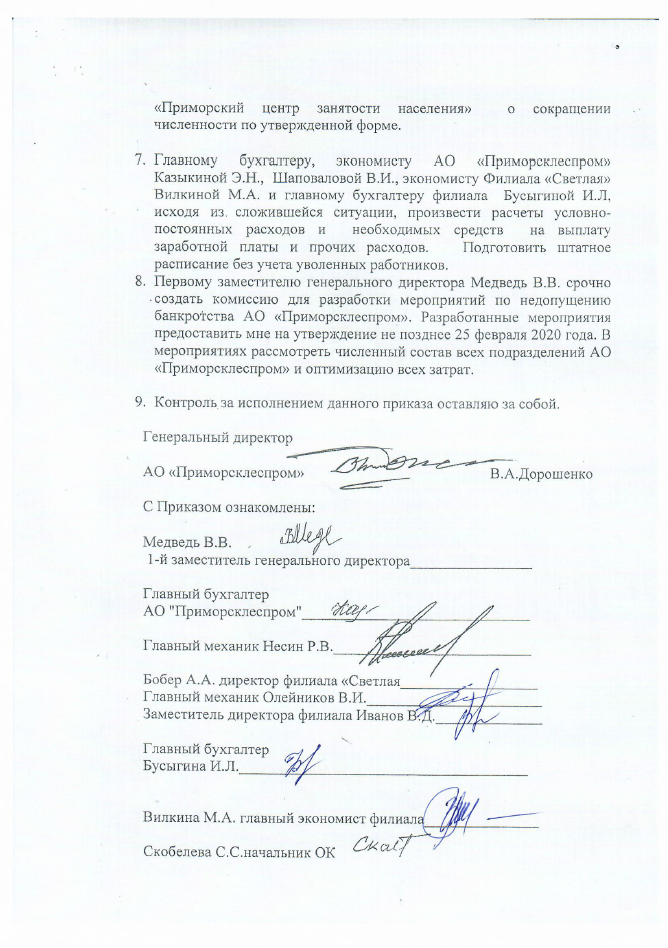 «Приморский центр занятости населения» о сокращении
численности по утвержденной форме.
7. Главному бухгалтеру, экономисту АО «Приморсклеспром»
Казыкиной Э.Н., Шаповаловой В.И., экономисту Филиала «Светлая»
Вилкиной М.А. и главному бухгалтеру филиала Бусыгиной И.Л,
исходя из сложившейся ситуации, произвести расчеты условно-
постоянных расходов и необходимых средств на выплату
заработной платы и прочих расходов. Подготовить штатное
расписание без учета уволенных работников.
8. Первому заместителю генерального директора Медведь В.В. срочно
создать комиссию для разработки мероприятий по недопущению
банкротства АО «Приморсклеспром». Разработанные мероприятия
предоставить мне на утверждение не позднее 25 февраля 2020 года. В
мероприятиях рассмотреть численный состав всех подразделений АО
«Приморсклеспром» и оптимизацию всех затрат.
9. Контроль за исполнением данного приказа оставляю за собой.
Генеральный директор
АО «Приморсклеспром» В.А.Дорошенко
С Приказом ознакомлены:
Медведь В.В.
1-й заместитель генерального директора
Главный бухгалтер
АО "Приморсклеспром"
Главный механик Несин Р.В.
Бобер А.А. директор филиала «Светлая
Главный механик Олейников В.И.
Заместитель директора филиала Иванов В.Д.
Главный бухгалтер
Бусыгина И.Л.
Вилкина М.А. главный экономист филиала
Скобелева С.С.начальник ОК